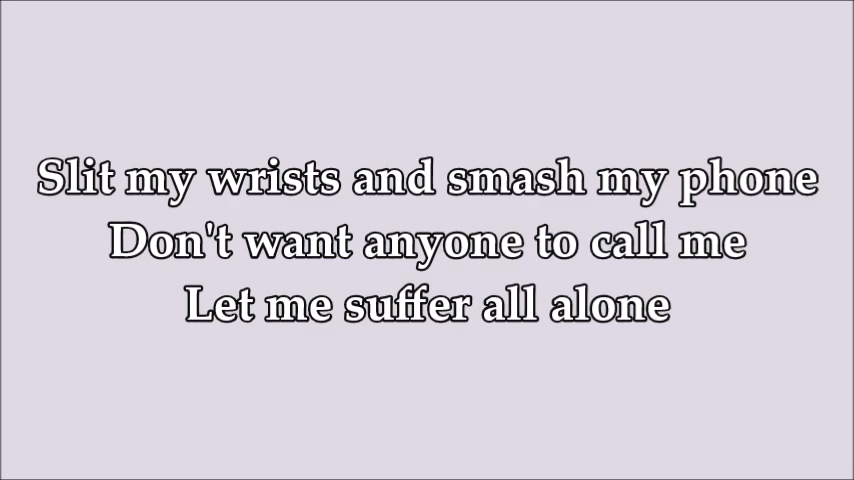 Slit my wrists and smash my phone
Don't want anyone to call me
Let me suffer all alone